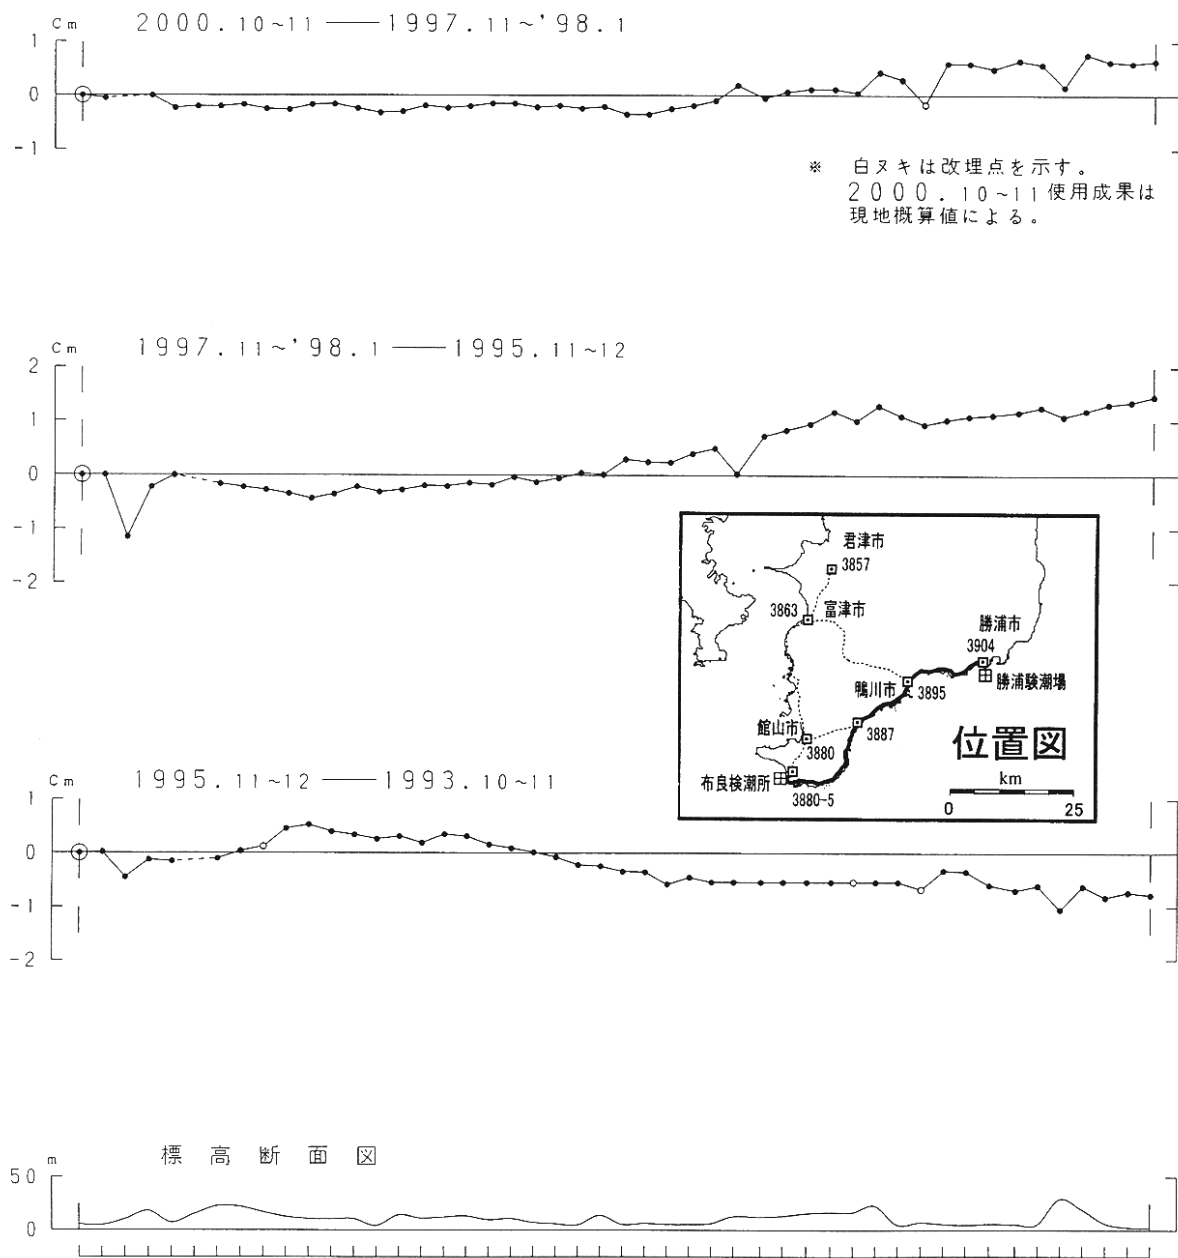 cm
2000.10~11 ── 1997.11~'98.1
1
0
-1
※ 白ヌキは改埋点を示す。
2000.10~11使用成果は
現地概算値による。
cm
1997.11~'98.1 ── 1995.11~12
2
1
0
-1
-2
君津市
3857
3863
富津市
勝浦市
3904
勝浦験潮場
鴨川市
3895
3887
館山市
3880
位置図
布良検潮所
3880-5
km
0 25
cm
1995.11~12 ── 1993.10~11
1
0
-1
-2
標高断面図
m
50
0